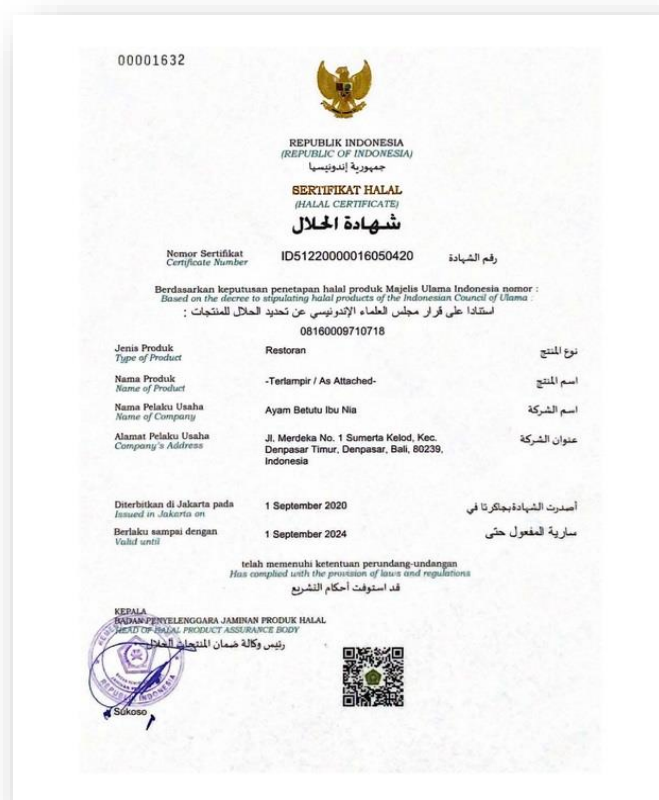 00001632
REPUBLIK INDONESIA
(REPUBLIC OF INDONESIA)
جمهورية إندونيسيا
SERTIFIKAT HALAL
(HALAL CERTIFICATE)
شهادة الحلال
Nomor Sertifikat ID51220000016050420 رقم الشهادة
Certificate Number
Berdasarkan keputusan penetapan halal produk Majelis Ulama Indonesia nomor :
Based on the decree to stipulating halal products of the Indonesian Council of Ulama :
استنادا على قرار مجلس العلماء الإندونيسي عن تحديد الحلال للمنتجات :
08160009710718
Jenis Produk Restoran نوع المنتج
Type of Product
Nama Produk -Terlampir / As Attached- اسم المنتج
Name of Product
Nama Pelaku Usaha Ayam Betutu Ibu Nia اسم الشركة
Name of Company
Alamat Pelaku Usaha Jl. Merdeka No. 1 Sumerta Kelod, Kec. عنوان الشركة
Company's Address Denpasar Timur, Denpasar, Bali, 80239,
Indonesia
Diterbitkan di Jakarta pada 1 September 2020 أصدرت الشهادة بجاكرتا في
Issued in Jakarta on
Berlaku sampai dengan 1 September 2024 سارية المفعول حتى
Valid until
telah memenuhi ketentuan perundang-undangan
Has complied with the provision of laws and regulations
قد استوفت أحكام التشريع
KEPALA
BADAN PENYELENGGARA JAMINAN PRODUK HALAL
HEAD OF HALAL PRODUCT ASSURANCE BODY
رئيس وكالة ضمان المنتجات الحلال
REPUBLIK INDONESIA
Sukoso